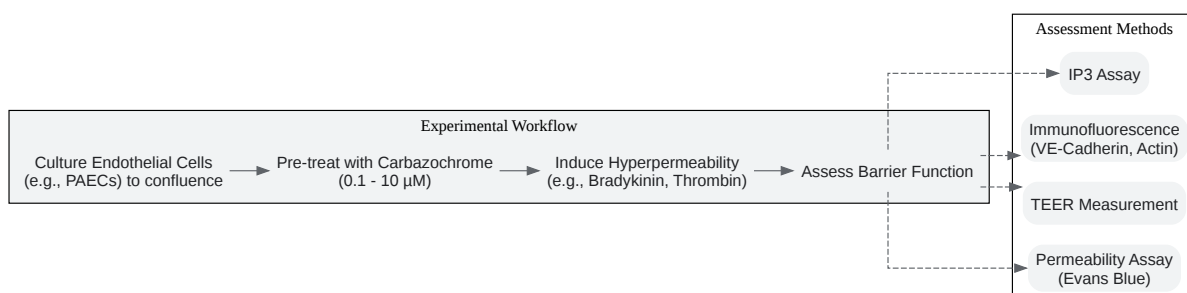 Experimental Workflow
Culture Endothelial Cells
(e.g., PAECs) to confluence
Pre-treat with Carbazochrome
(0.1 - 10 µM)
Induce Hyperpermeability
(e.g., Bradykinin, Thrombin)
Assess Barrier Function
Assessment Methods
IP3 Assay
Immunofluorescence
(VE-Cadherin, Actin)
TEER Measurement
Permeability Assay
(Evans Blue)